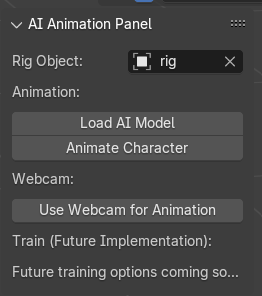 AI Animation Panel
Rig Object: rig
Animation:
Load AI Model
Animate Character
Webcam:
Use Webcam for Animation
Train (Future Implementation):
Future training options coming so...